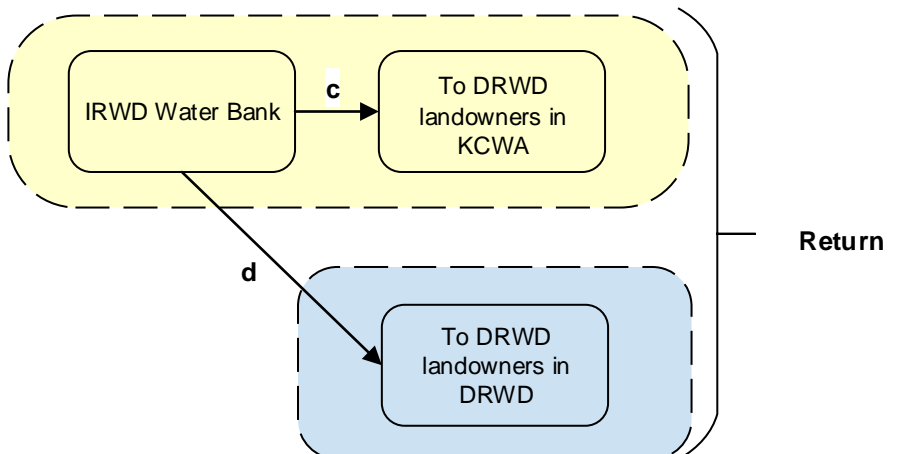 IRWD Water Bank
c
To DRWD
landowners in
KCWA
Return
d
To DRWD
landowners in
DRWD